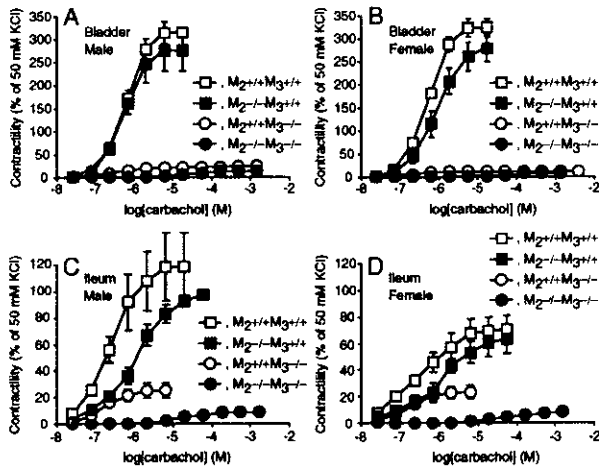 A Bladder Male
Contractility (% of 50 mM KCl)
350
300
250
200
150
100
50
0
, M2+/+M3+/+
, M2−/−M3+/+
, M2+/+M3−/−
, M2−/−M3−/−
-8 -7 -6 -5 -4 -3 -2
log[carbachol] (M)
B Bladder Female
Contractility (% of 50 mM KCl)
350
300
250
200
150
100
50
0
, M2+/+M3+/+
, M2−/−M3+/+
, M2+/+M3−/−
, M2−/−M3−/−
-8 -7 -6 -5 -4 -3 -2
log[carbachol] (M)
C Ileum Male
Contractility (% of 50 mM KCl)
120
100
80
60
40
20
0
, M2+/+M3+/+
, M2−/−M3+/+
, M2+/+M3−/−
, M2−/−M3−/−
-8 -7 -6 -5 -4 -3 -2
log[carbachol] (M)
D Ileum Female
Contractility (% of 50 mM KCl)
120
100
80
60
40
20
0
, M2+/+M3+/+
, M2−/−M3+/+
, M2+/+M3−/−
, M2−/−M3−/−
-8 -7 -6 -5 -4 -3 -2
log[carbachol] (M)